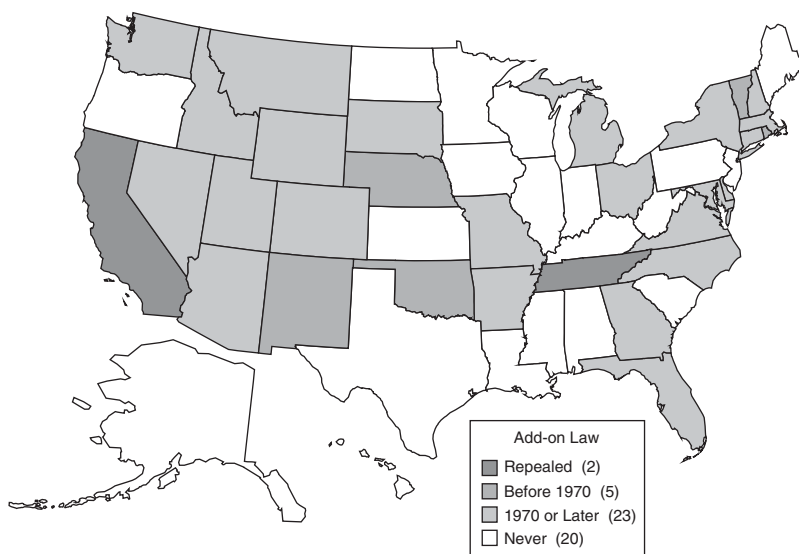 Add-on Law
Repealed (2)
Before 1970 (5)
1970 or Later (23)
Never (20)